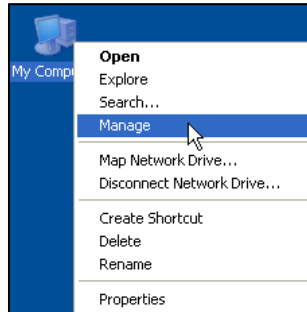 My Comp
Open
Explore
Search...
Manage
Map Network Drive...
Disconnect Network Drive...
Create Shortcut
Delete
Rename
Properties